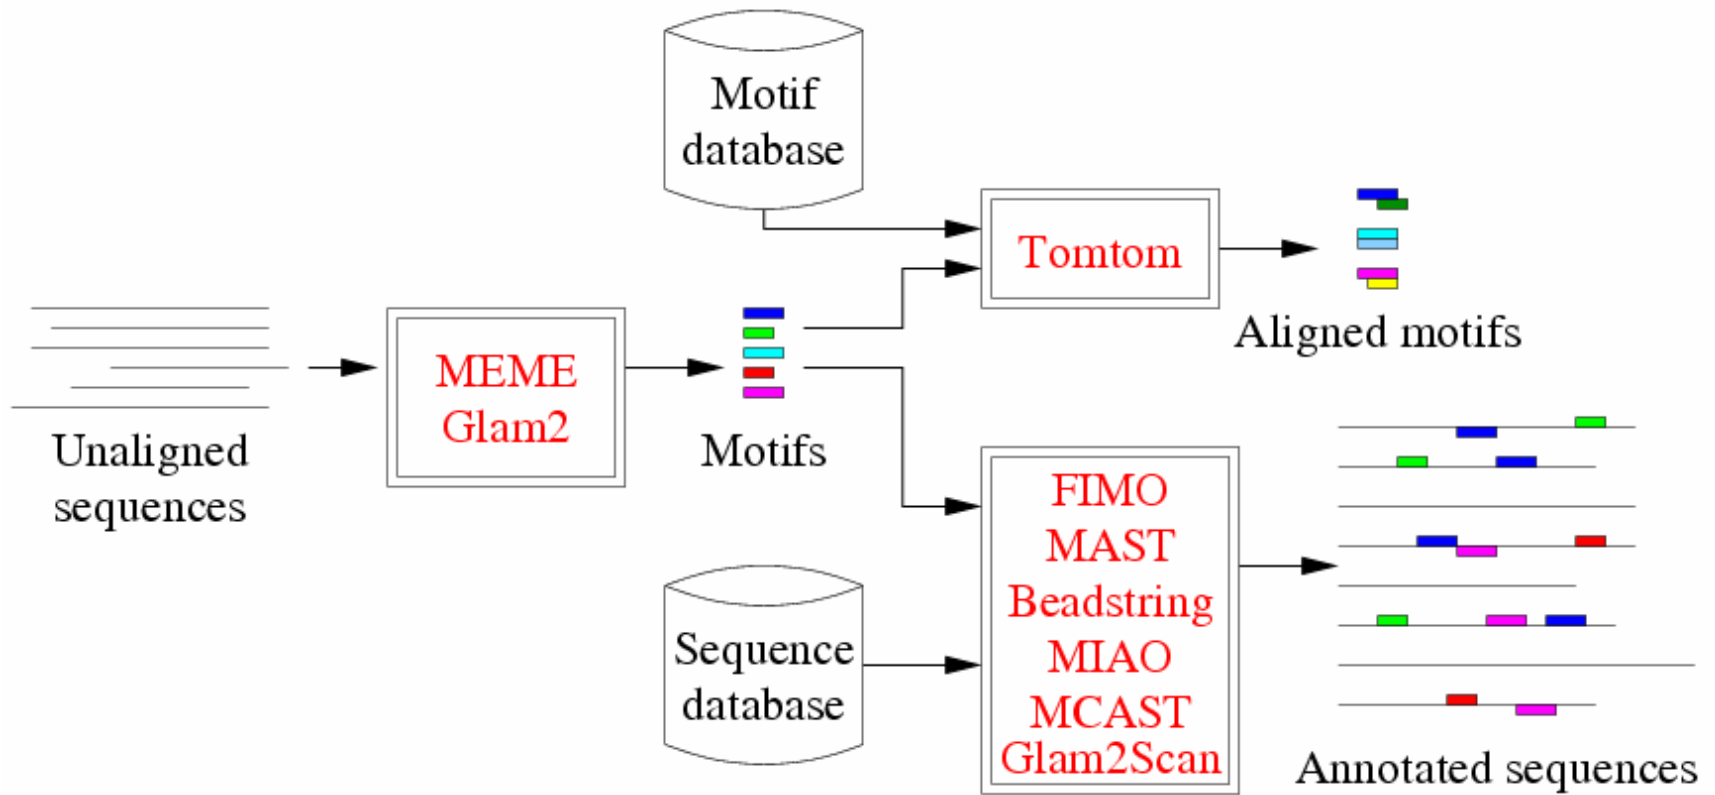 Motif
database
Tomtom
Aligned motifs
MEME
Glam2
Unaligned
sequences
Motifs
FIMO
MAST
Beadstring
MIAO
MCAST
Glam2Scan
Sequence
database
Annotated sequences